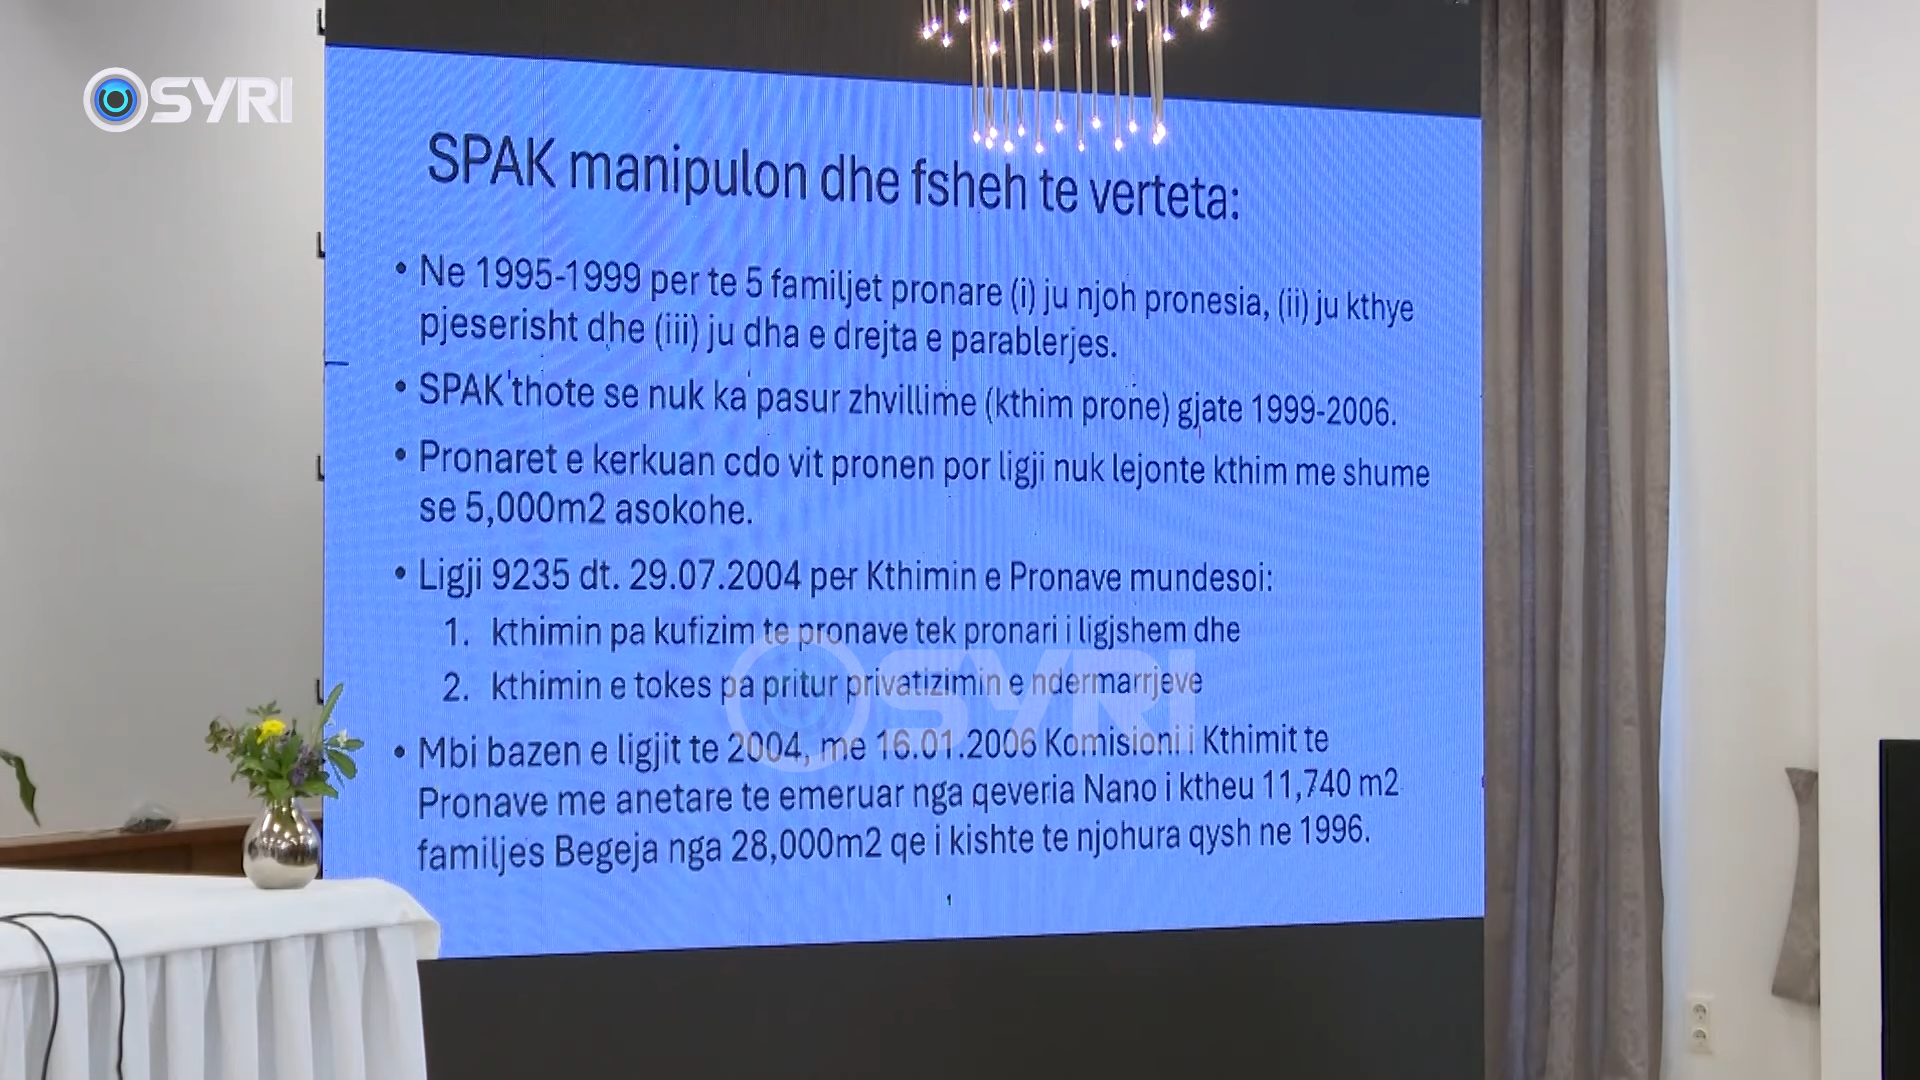 SYRI
SPAK manipulon dhe fsheh te verteta:
• Ne 1995-1999 per te 5 familjet pronare (i) ju njoh pronesia, (ii) ju kthye
pjeserisht dhe (iii) ju dha e drejta e parablerjes.
• SPAK thote se nuk ka pasur zhvillime (kthim prone) gjate 1999-2006.
• Pronaret e kerkuan cdo vit pronen por ligji nuk lejonte kthim me shume
se 5,000m2 asokohe.
• Ligji 9235 dt. 29.07.2004 per Kthimin e Pronave mundesoi:
1. kthimin pa kufizim te pronave tek pronari i ligjshem dhe
2. kthimin e tokes pa pritur privatizimin e ndermarrjeve
SYRI
• Mbi bazen e ligjit te 2004, me 16.01.2006 Komisioni i Kthimit te
Pronave me anetare te emeruar nga qeveria Nano i ktheu 11,740 m2
familjes Begeja nga 28,000m2 qe i kishte te njohura qysh ne 1996.
1